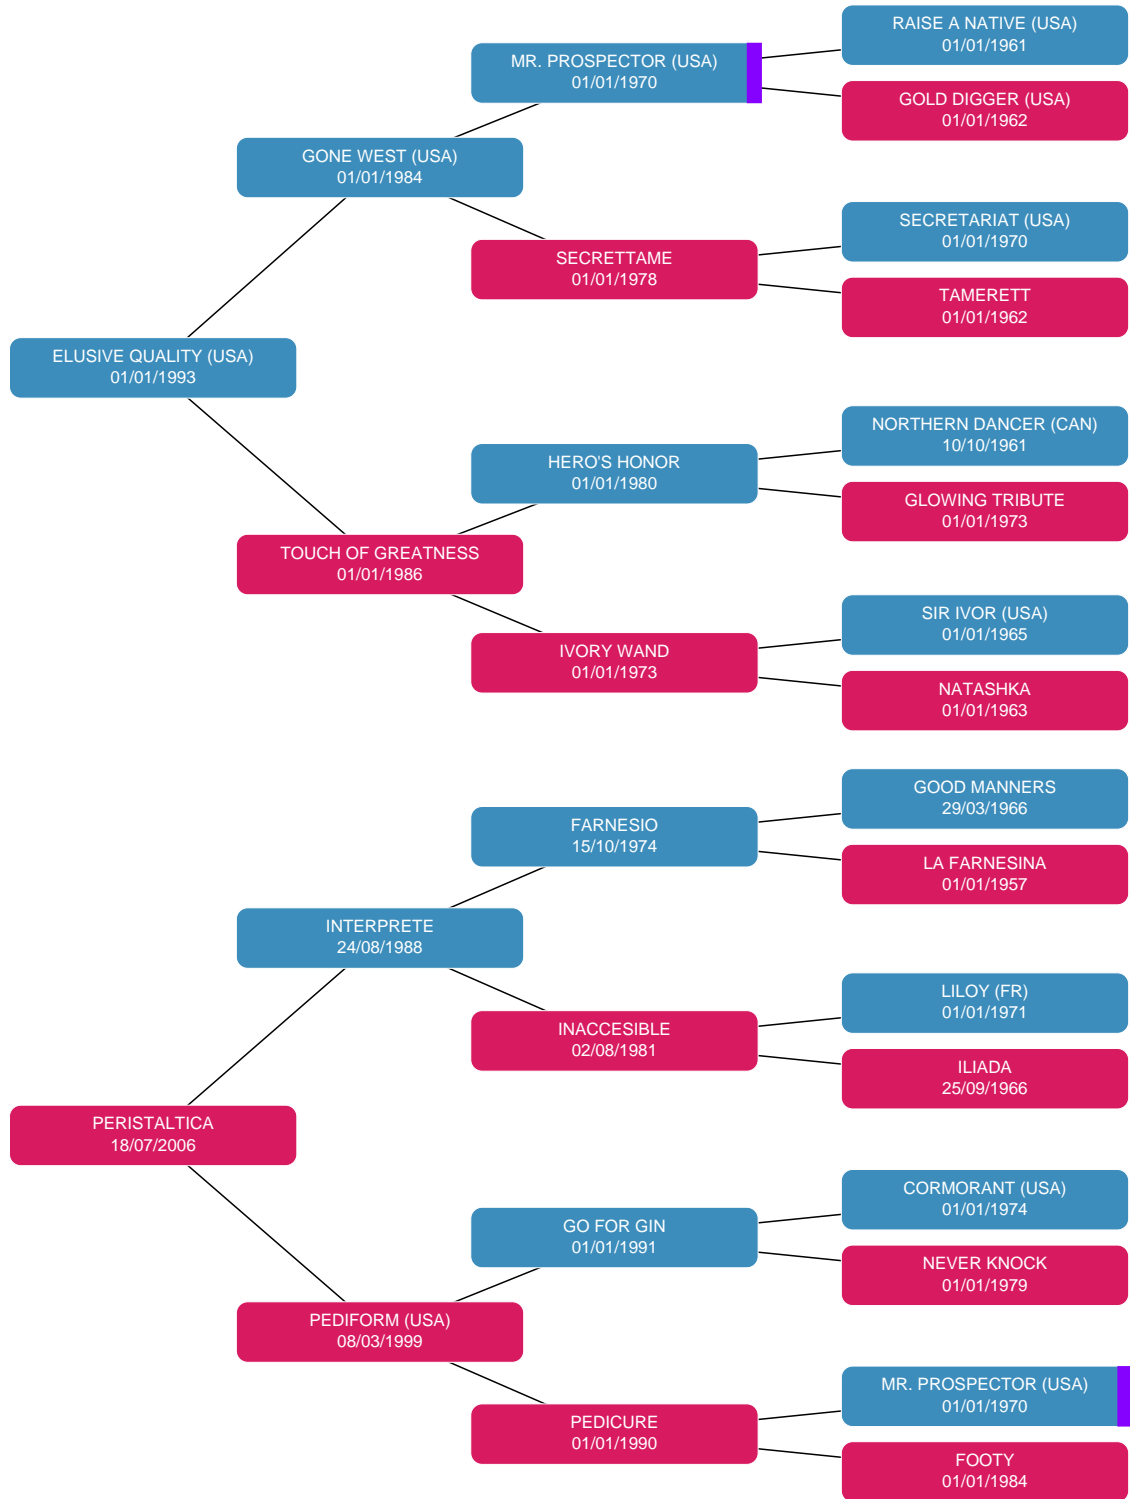 RAISE A NATIVE (USA)
01/01/1961
MR. PROSPECTOR (USA)
01/01/1970
GOLD DIGGER (USA)
01/01/1962
GONE WEST (USA)
01/01/1984
SECRETARIAT (USA)
01/01/1970
SECRETTAME
01/01/1978
TAMERETT
01/01/1962
ELUSIVE QUALITY (USA)
01/01/1993
NORTHERN DANCER (CAN)
10/10/1961
HERO'S HONOR
01/01/1980
GLOWING TRIBUTE
01/01/1973
TOUCH OF GREATNESS
01/01/1986
SIR IVOR (USA)
01/01/1965
IVORY WAND
01/01/1973
NATASHKA
01/01/1963
GOOD MANNERS
29/03/1966
FARNESIO
15/10/1974
LA FARNESINA
01/01/1957
INTERPRETE
24/08/1988
LILOY (FR)
01/01/1971
INACCESIBLE
02/08/1981
ILIADA
25/09/1966
PERISTALTICA
18/07/2006
CORMORANT (USA)
01/01/1974
GO FOR GIN
01/01/1991
NEVER KNOCK
01/01/1979
PEDIFORM (USA)
08/03/1999
MR. PROSPECTOR (USA)
01/01/1970
PEDICURE
01/01/1990
FOOTY
01/01/1984